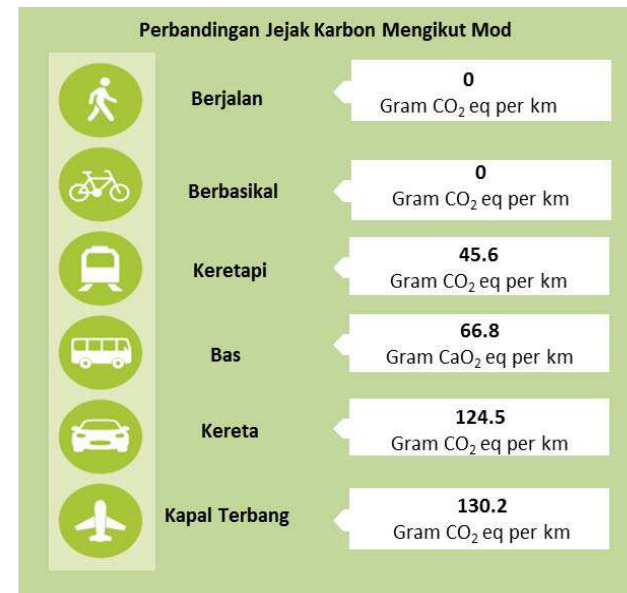 Perbandingan Jejak Karbon Mengikut Mod
Berjalan
0
Gram CO₂ eq per km
Berbasikal
0
Gram CO₂ eq per km
Keretapi
45.6
Gram CO₂ eq per km
Bas
66.8
Gram CaO₂ eq per km
Kereta
124.5
Gram CO₂ eq per km
Kapal Terbang
130.2
Gram CO₂ eq per km